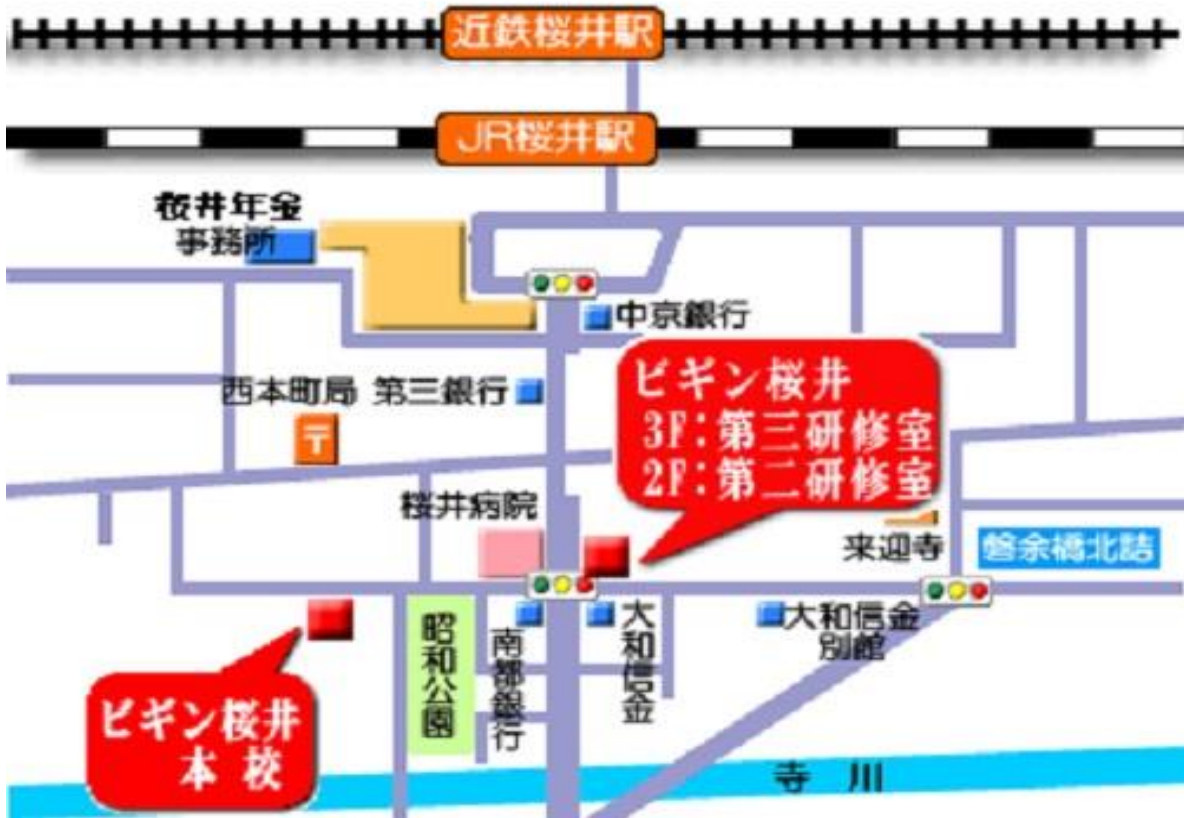 近鉄桜井駅
JR桜井駅
桜井年金
事務所
中京銀行
西本町局
第三銀行
〒
ビギン桜井
3F:第三研修室
2F:第二研修室
桜井病院
来迎寺
磐余橋北詰
昭和公園
南都銀行
大和信金
大和信金
別館
ビギン桜井
本校
寺川